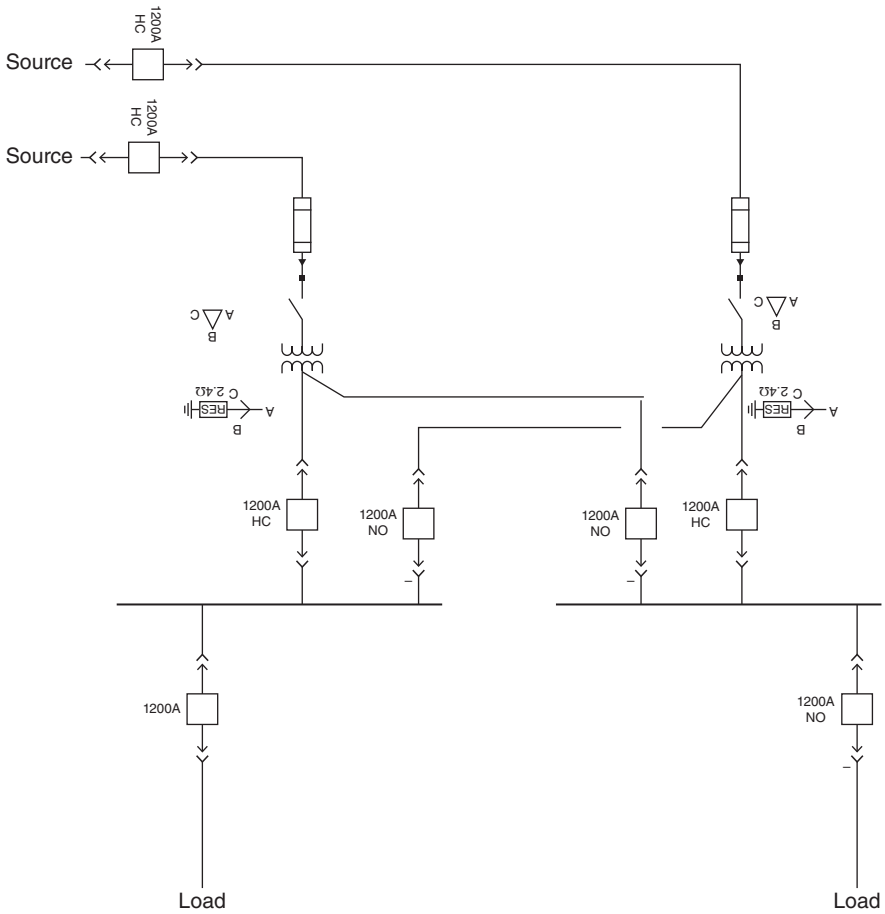 1200A
HC
Source
1200A
HC
Source
A
C
B
A
C
B
C 2.4Ω
RES
A
B
C 2.4Ω
RES
A
B
1200A
HC
1200A
NO
1200A
NO
1200A
HC
1200A
1200A
NO
Load
Load